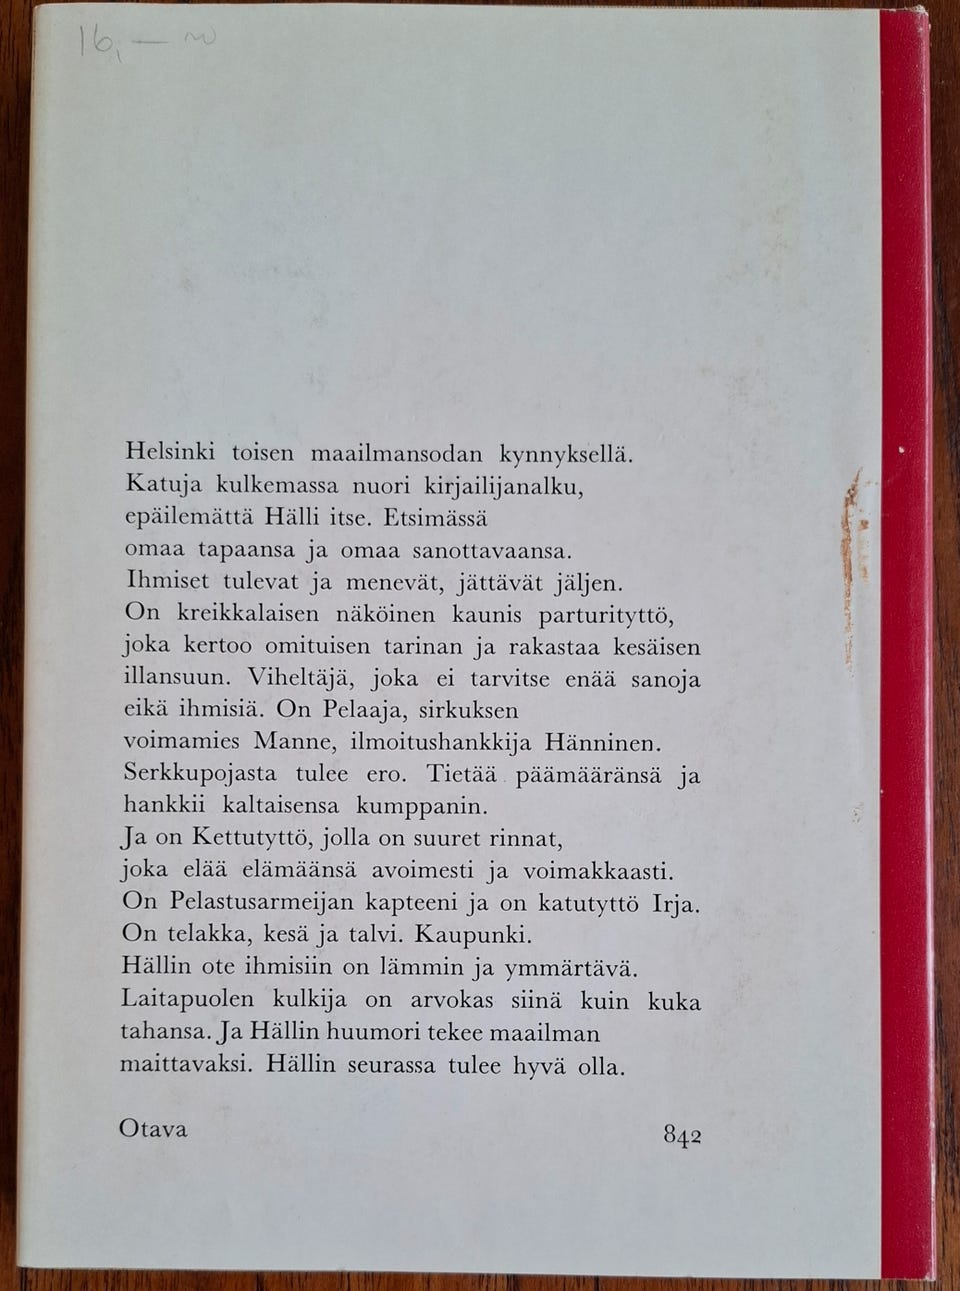 16,—
Helsinki toisen maailmansodan kynnyksellä.
Katuja kulkemassa nuori kirjailijanalku,
epäilemättä Hälli itse. Etsimässä
omaa tapaansa ja omaa sanottavaansa.
Ihmiset tulevat ja menevät, jättävät jäljen.
On kreikkalaisen näköinen kaunis parturityttö,
joka kertoo omituisen tarinan ja rakastaa kesäisen
illansuun. Viheltäjä, joka ei tarvitse enää sanoja
eikä ihmisiä. On Pelaaja, sirkuksen
voimamies Manne, ilmoitushankkija Hänninen.
Serkkupojasta tulee ero. Tietää päämääränsä ja
hankkii kaltaisensa kumppanin.
Ja on Kettutyttö, jolla on suuret rinnat,
joka elää elämäänsä avoimesti ja voimakkaasti.
On Pelastusarmeijan kapteeni ja on katutyttö Irja.
On telakka, kesä ja talvi. Kaupunki.
Hällin ote ihmisiin on lämmin ja ymmärtävä.
Laitapuolen kulkija on arvokas siinä kuin kuka
tahansa. Ja Hällin huumori tekee maailman
maittavaksi. Hällin seurassa tulee hyvä olla.
Otava 842